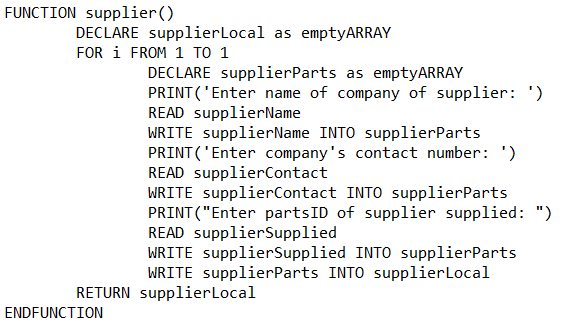 FUNCTION supplier()
DECLARE supplierLocal as emptyARRAY
FOR i FROM 1 TO 1
DECLARE supplierParts as emptyARRAY
PRINT('Enter name of company of supplier: ')
READ supplierName
WRITE supplierName INTO supplierParts
PRINT('Enter company's contact number: ')
READ supplierContact
WRITE supplierContact INTO supplierParts
PRINT("Enter partsID of supplier supplied: ")
READ supplierSupplied
WRITE supplierSupplied INTO supplierParts
WRITE supplierParts INTO supplierLocal
RETURN supplierLocal
ENDFUNCTION